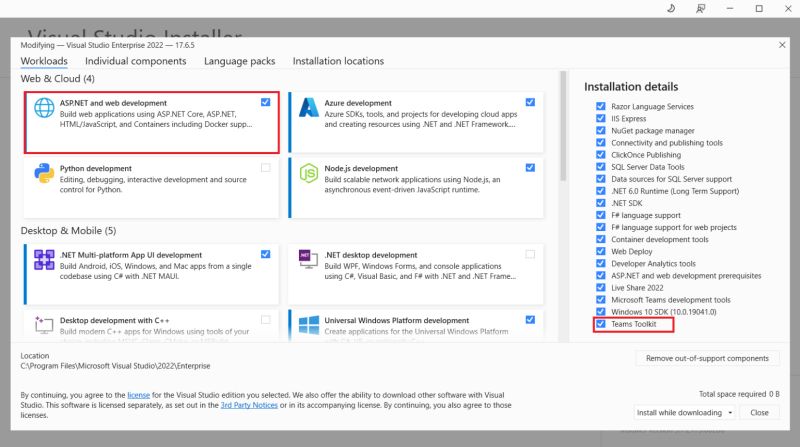 Visual Studio Installer
Modifying — Visual Studio Enterprise 2022 — 17.6.5
Workloads Individual components Language packs Installation locations
Web & Cloud (4)
ASP.NET and web development
Build web applications using ASP.NET Core, ASP.NET,
HTML/JavaScript, and Containers including Docker supp...
Azure development
Azure SDKs, tools, and projects for developing cloud apps
and creating resources using .NET and .NET Framework....
Python development
Editing, debugging, interactive development and source
control for Python.
Node.js development
Build scalable network applications using Node.js, an
asynchronous event-driven JavaScript runtime.
Desktop & Mobile (5)
.NET Multi-platform App UI development
Build Android, iOS, Windows, and Mac apps from a single
codebase using C# with .NET MAUI.
.NET desktop development
Build WPF, Windows Forms, and console applications
using C#, Visual Basic, and F# with .NET and .NET Frame...
Desktop development with C++
Build modern C++ apps for Windows using tools of your
Universal Windows Platform development
Create applications for the Universal Windows Platform
Installation details
Razor Language Services
IIS Express
NuGet package manager
Connectivity and publishing tools
ClickOnce Publishing
SQL Server Data Tools
Data sources for SQL Server support
.NET 6.0 Runtime (Long Term Support)
.NET SDK
F# language support
F# language support for web projects
Container development tools
Web Deploy
Developer Analytics tools
ASP.NET and web development prerequisites
Live Share 2022
Microsoft Teams development tools
Windows 10 SDK (10.0.19041.0)
Teams Toolkit
Location
C:\Program Files\Microsoft Visual Studio\2022\Enterprise
Remove out-of-support components
By continuing, you agree to the license for the Visual Studio edition you selected. We also offer the ability to download other software with Visual
Studio. This software is licensed separately, as set out in the 3rd Party Notices or in its accompanying license. By continuing, you also agree to those
licenses.
Total space required 0 B
Install while downloading Close